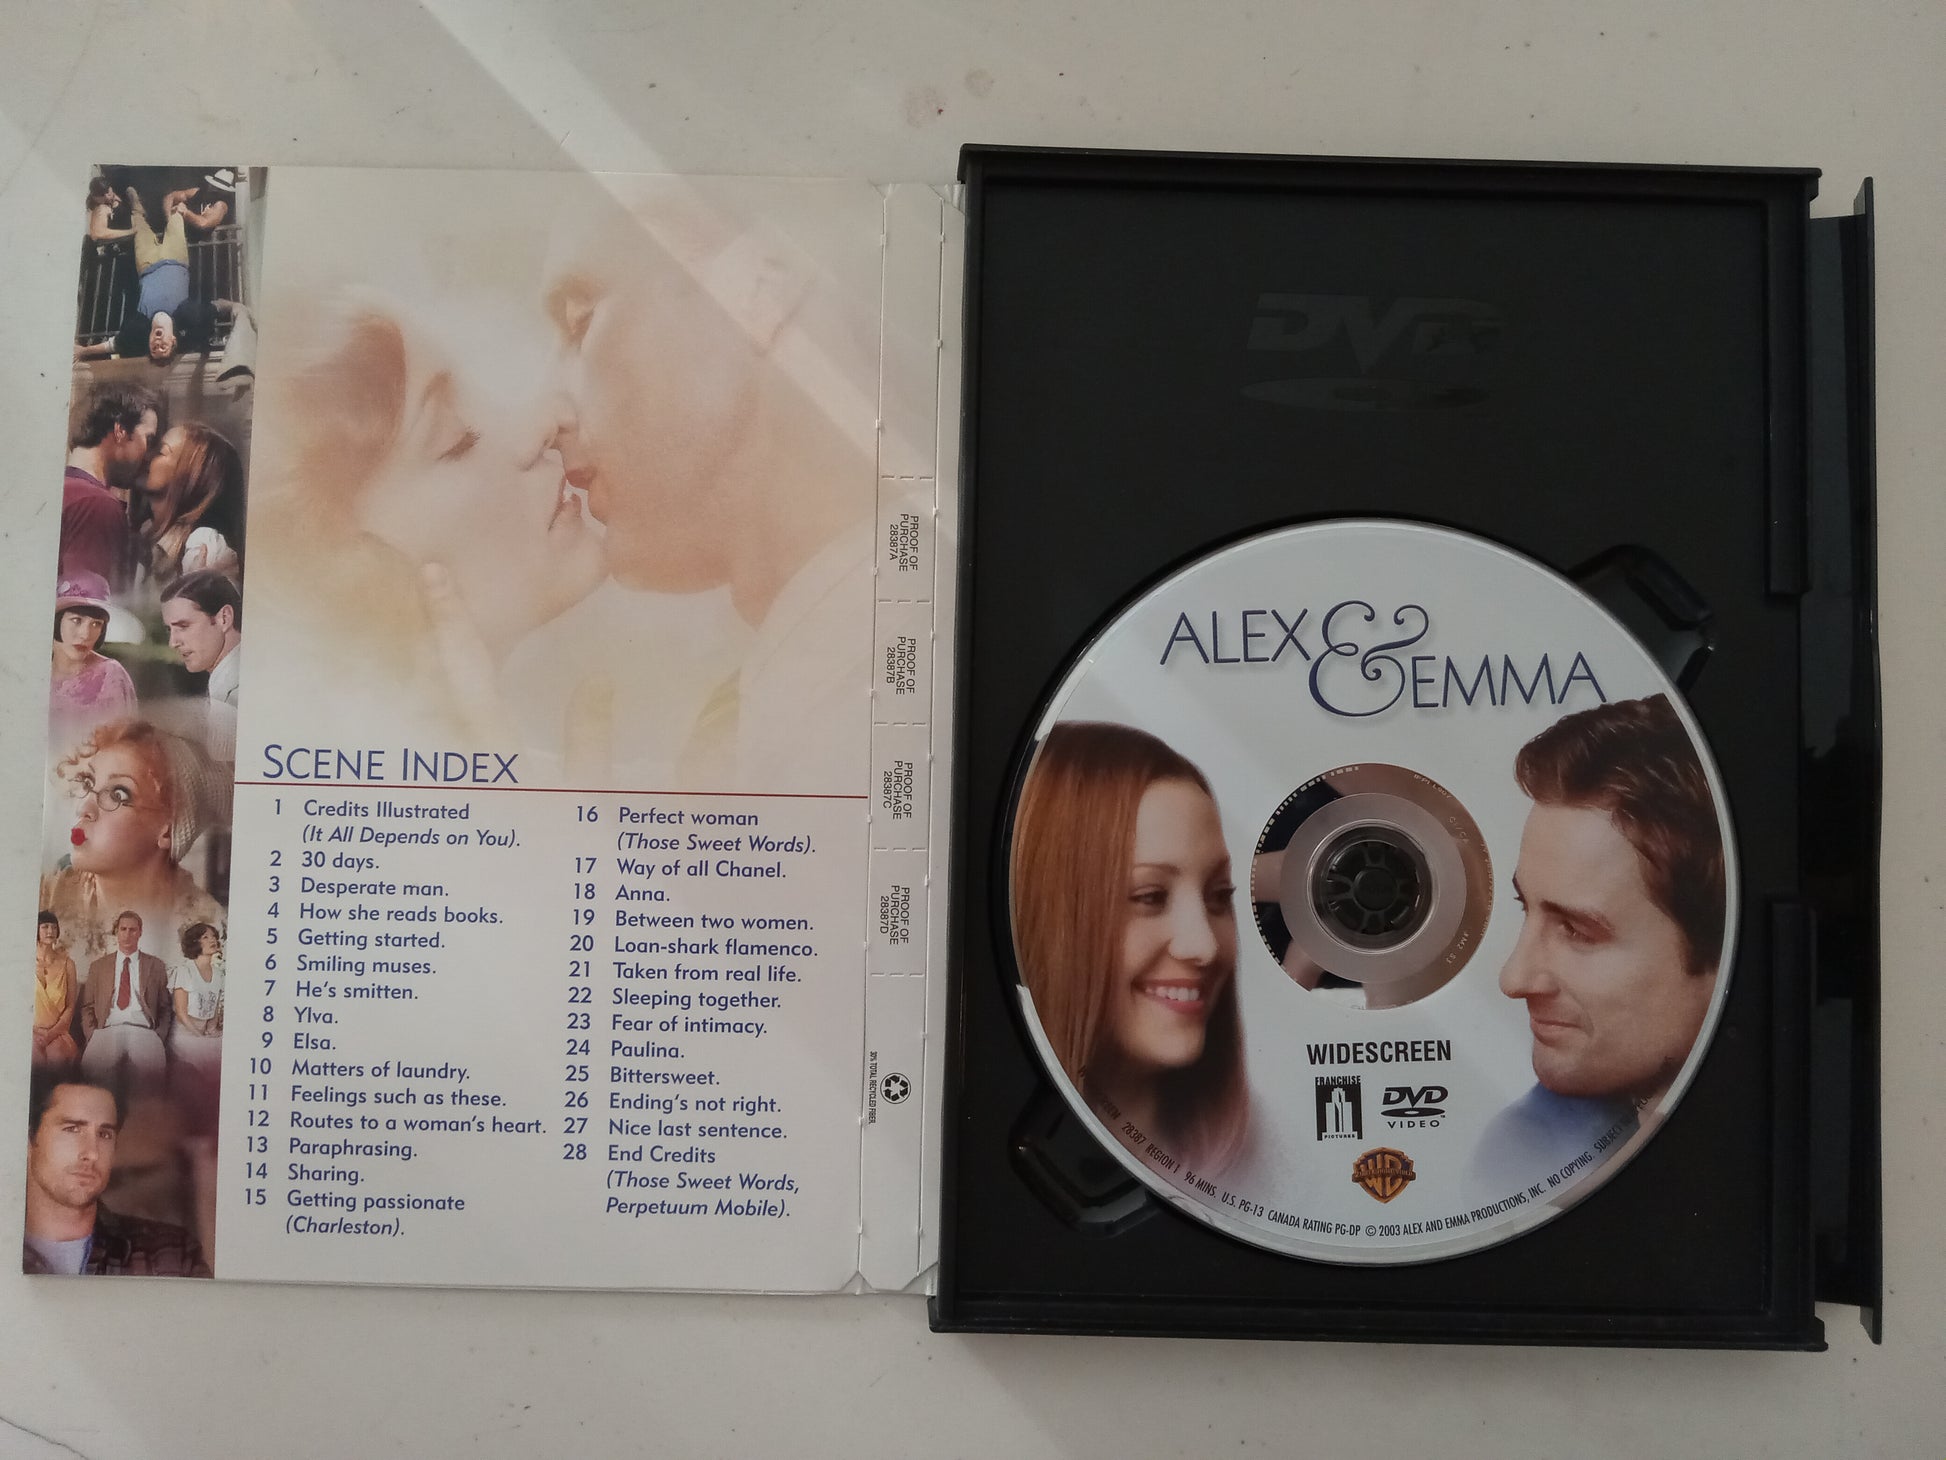 SCENE INDEX
1 Credits Illustrated
(It All Depends on You).
2 30 days.
3 Desperate man.
4 How she reads books.
5 Getting started.
6 Smiling muses.
7 He's smitten.
8 Ylva.
9 Elsa.
10 Matters of laundry.
11 Feelings such as these.
12 Routes to a woman's heart.
13 Paraphrasing.
14 Sharing.
15 Getting passionate
(Charleston).
16 Perfect woman
(Those Sweet Words).
17 Way of all Chanel.
18 Anna.
19 Between two women.
20 Loan-shark flamenco.
21 Taken from real life.
22 Sleeping together.
23 Fear of intimacy.
24 Paulina.
25 Bittersweet.
26 Ending's not right.
27 Nice last sentence.
28 End Credits
(Those Sweet Words,
Perpetuum Mobile).
PROOF OF
PURCHASE
28387A
PROOF OF
PURCHASE
28387B
PROOF OF
PURCHASE
28387C
PROOF OF
PURCHASE
28387D
30% TOTAL RECYCLED FIBER.
DVD
ALEX & EMMA
WIDESCREEN
FRANCHISE
PICTURES
DVD
VIDEO
WB
28387 REGION 1 96 MINS. U.S. PG-13 CANADA RATING PG-DP © 2003 ALEX AND EMMA PRODUCTIONS, INC. NO COPYING. SUBJECT